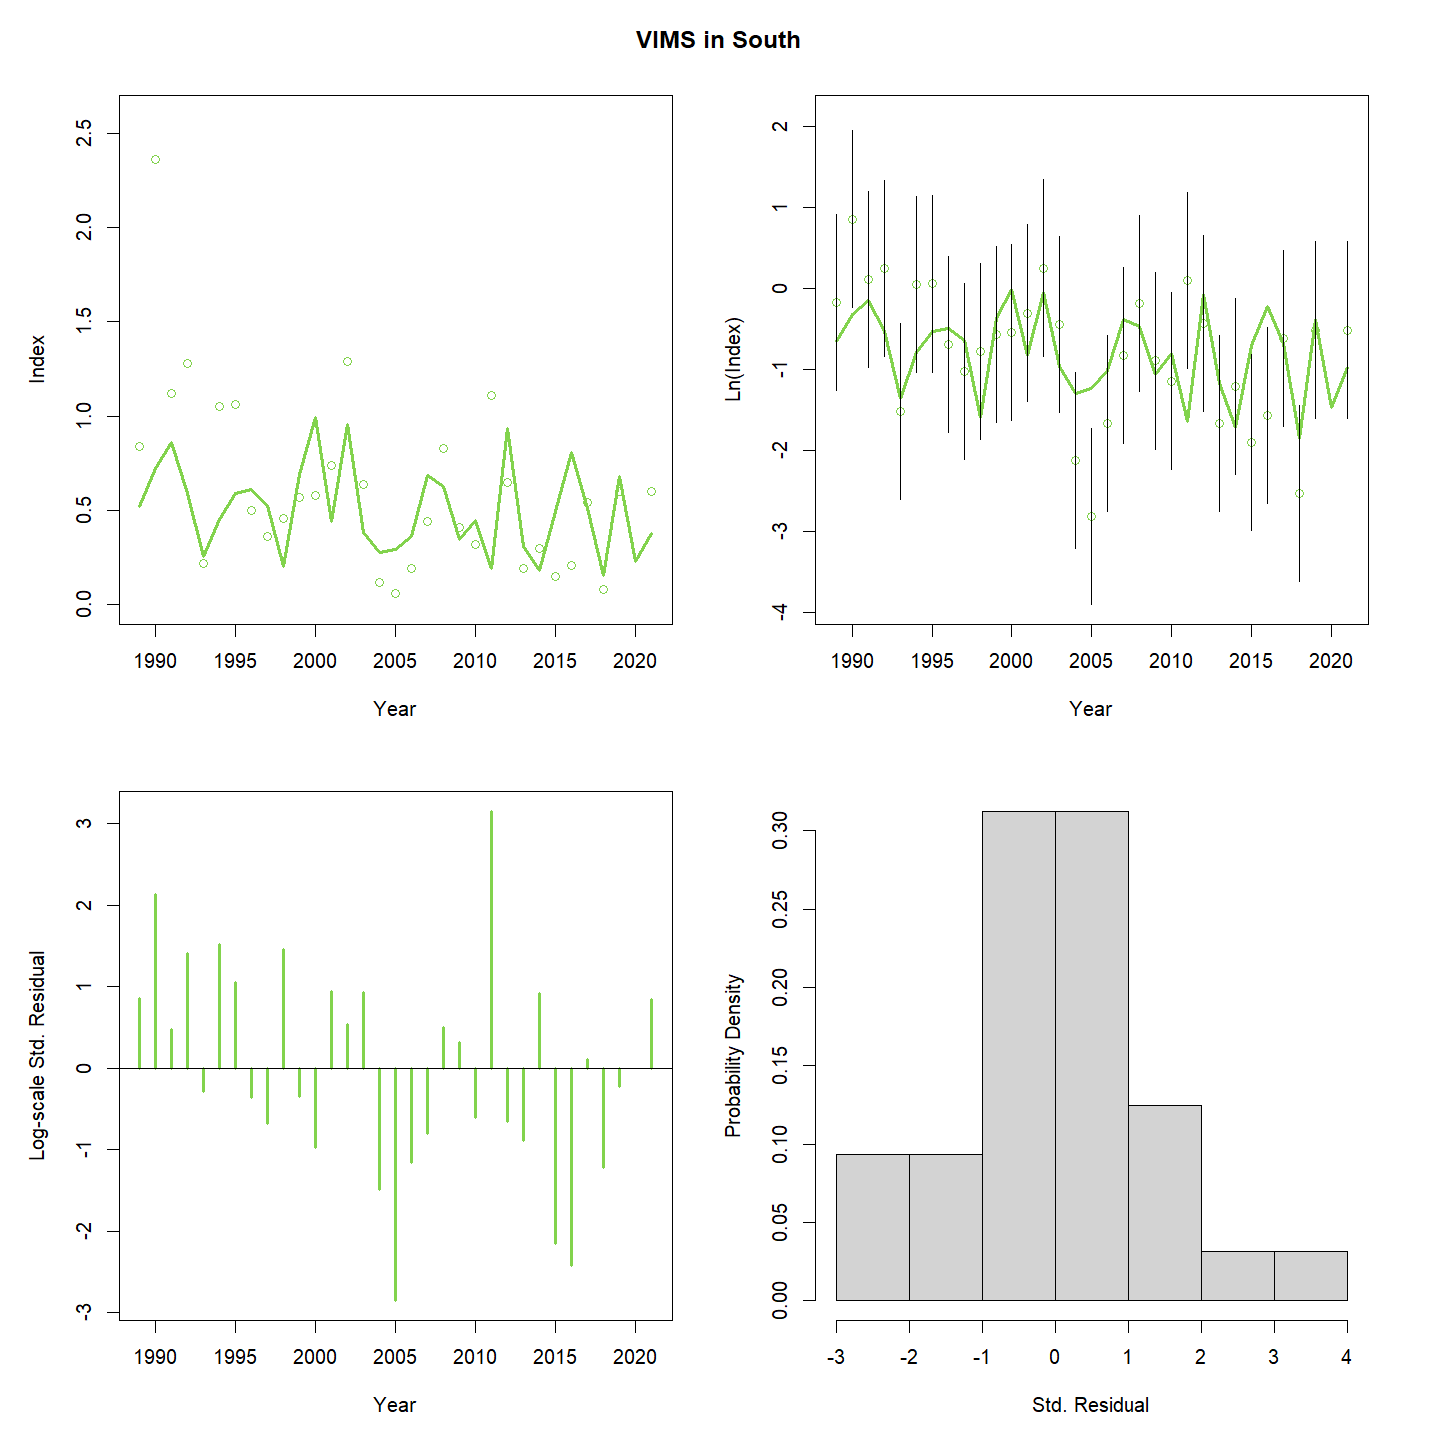 VIMS in South
Index
2.5
2.0
1.5
1.0
0.5
0.0
1990 1995 2000 2005 2010 2015 2020
Year
Ln(Index)
2
1
0
-1
-2
-3
-4
1990 1995 2000 2005 2010 2015 2020
Year
Log-scale Std. Residual
3
2
1
0
-1
-2
-3
1990 1995 2000 2005 2010 2015 2020
Year
Probability Density
0.30
0.25
0.20
0.15
0.10
0.05
0.00
-3 -2 -1 0 1 2 3 4
Std. Residual